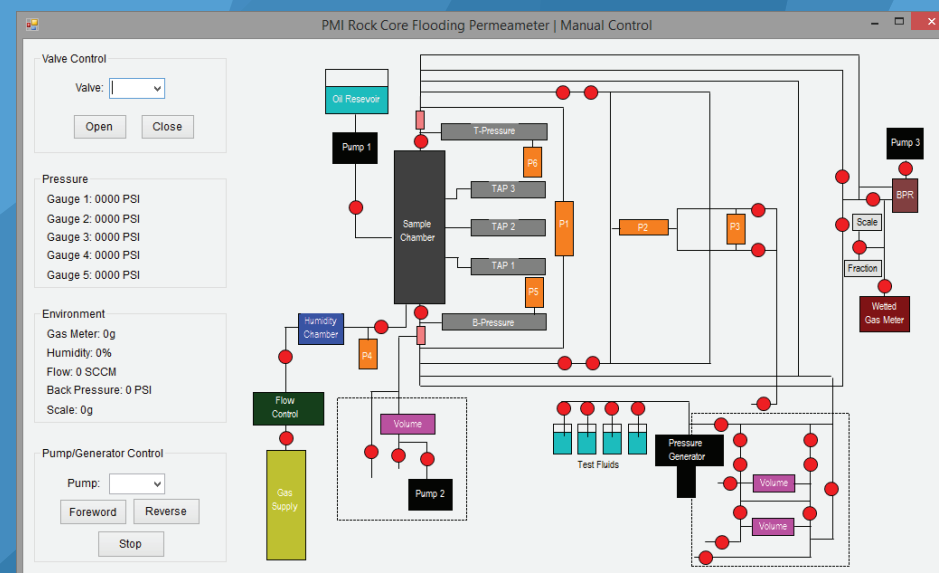 PMI Rock Core Flooding Permeameter | Manual Control
Valve Control
Valve:
Open
Close
Pressure
Gauge 1: 0000 PSI
Gauge 2: 0000 PSI
Gauge 3: 0000 PSI
Gauge 4: 0000 PSI
Gauge 5: 0000 PSI
Environment
Gas Meter: 0g
Humidity: 0%
Flow: 0 SCCM
Back Pressure: 0 PSI
Scale: 0g
Pump/Generator Control
Pump:
Foreword
Reverse
Stop
Oil Resevoir
Pump 1
Sample
Chamber
T-Pressure
P6
TAP 3
TAP 2
TAP 1
P5
B-Pressure
P1
P2
P3
Pump 3
BPR
Scale
Fraction
Wetted
Gas Meter
Humidity
Chamber
P4
Flow
Control
Gas
Supply
Volume
Pump 2
Test Fluids
Pressure
Generator
Volume
Volume